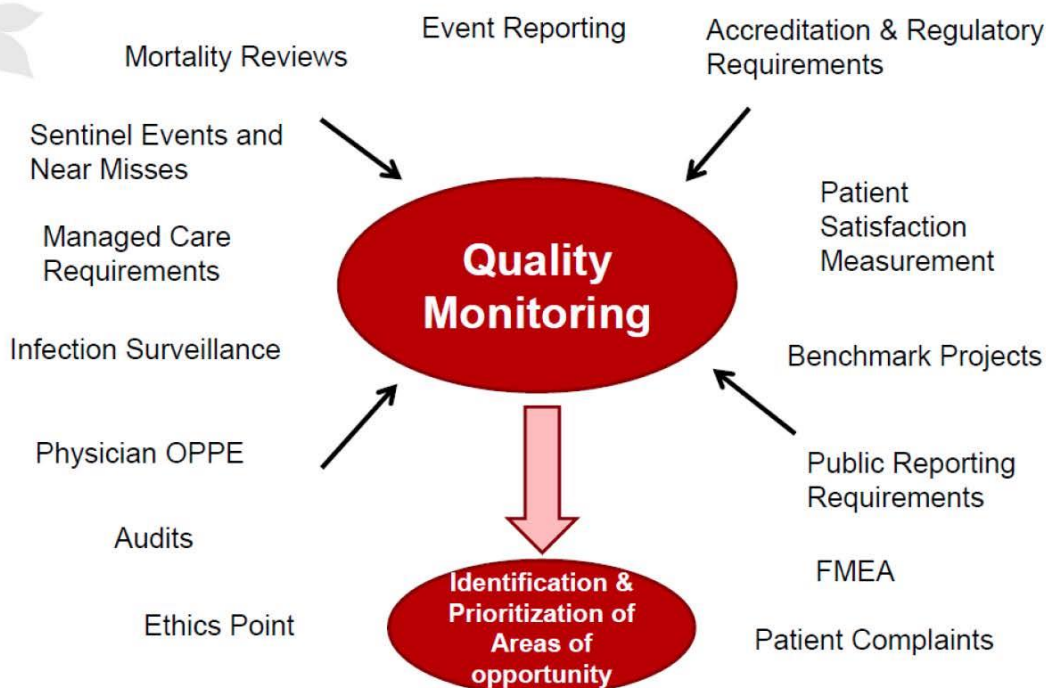 Event Reporting
Accreditation & Regulatory
Requirements
Mortality Reviews
Sentinel Events and
Near Misses
Patient
Satisfaction
Measurement
Managed Care
Requirements
Quality
Monitoring
Infection Surveillance
Benchmark Projects
Physician OPPE
Public Reporting
Requirements
Audits
FMEA
Identification &
Prioritization of
Areas of
opportunity
Ethics Point
Patient Complaints